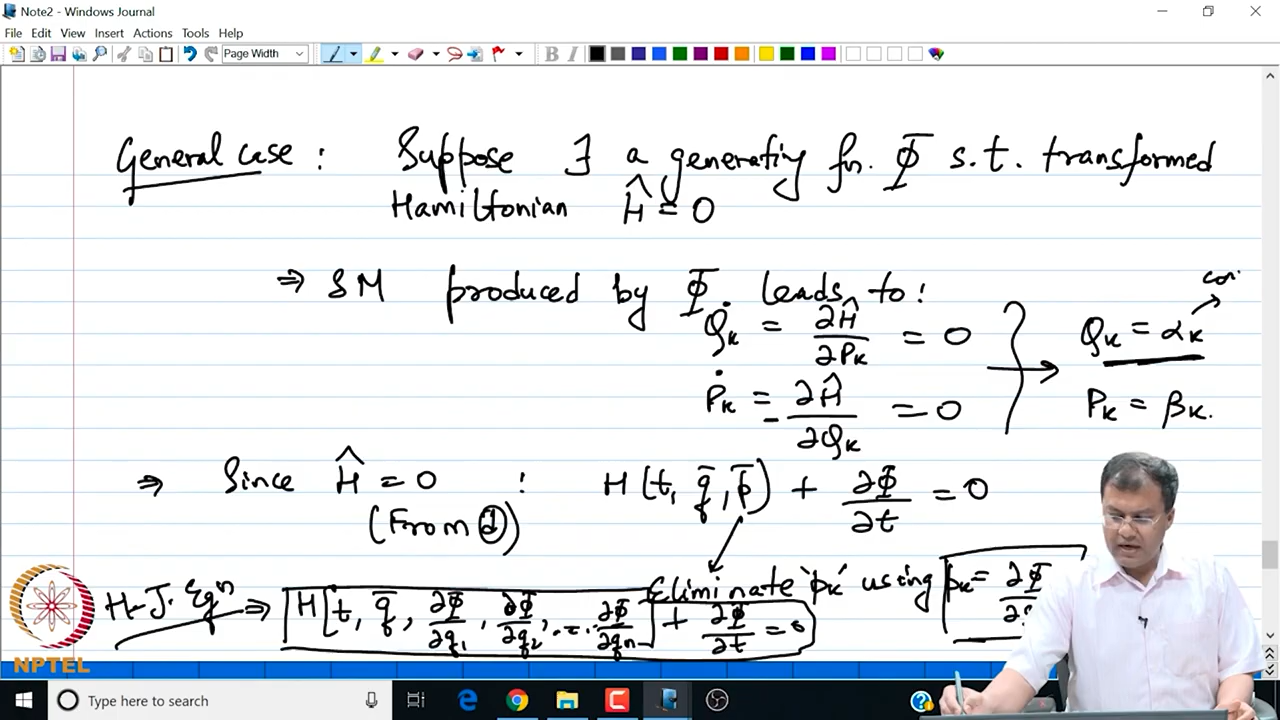 Note2 - Windows Journal
File Edit View Insert Actions Tools Help
Page Width
B I
General case : Suppose ∃ a generating fn. Φ s.t. transformed
Hamiltonian Ĥ = 0
⇒ SM produced by Φ leads to :
Q̇k = ∂Ĥ/∂Pk = 0
Qk = αk → con
Ṗk = -∂Ĥ/∂Qk = 0
Pk = βk.
⇒ Since Ĥ = 0 : H(t, q̄, p̄) + ∂Φ/∂t = 0
(From ②)
Eliminate 'pk' using pk = ∂Φ/∂
H-J. Eqⁿ ⇒ H[t, q̄, ∂Φ/∂q1, ∂Φ/∂q2, ... ∂Φ/∂qn] + ∂Φ/∂t = 0
NPTEL
Type here to search